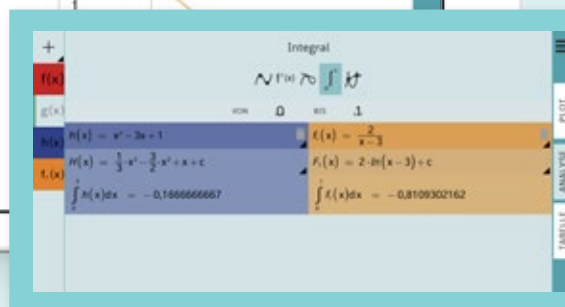 1
+
Integral
f(x)
f'(x)
g(x)
VON 0 BIS 1
h(x)
h(x) = x² - 3x + 1
f₁(x) = 2/(x-3)
f₁(x)
H(x) = 1/3·x³ - 3/2·x² + x + c
F₁(x) = 2·ln(x-3) + c
∫h(x)dx = -0,1666666667
∫f₁(x)dx = -0,8109302162
PLOT
ANALYSE
TABELLE